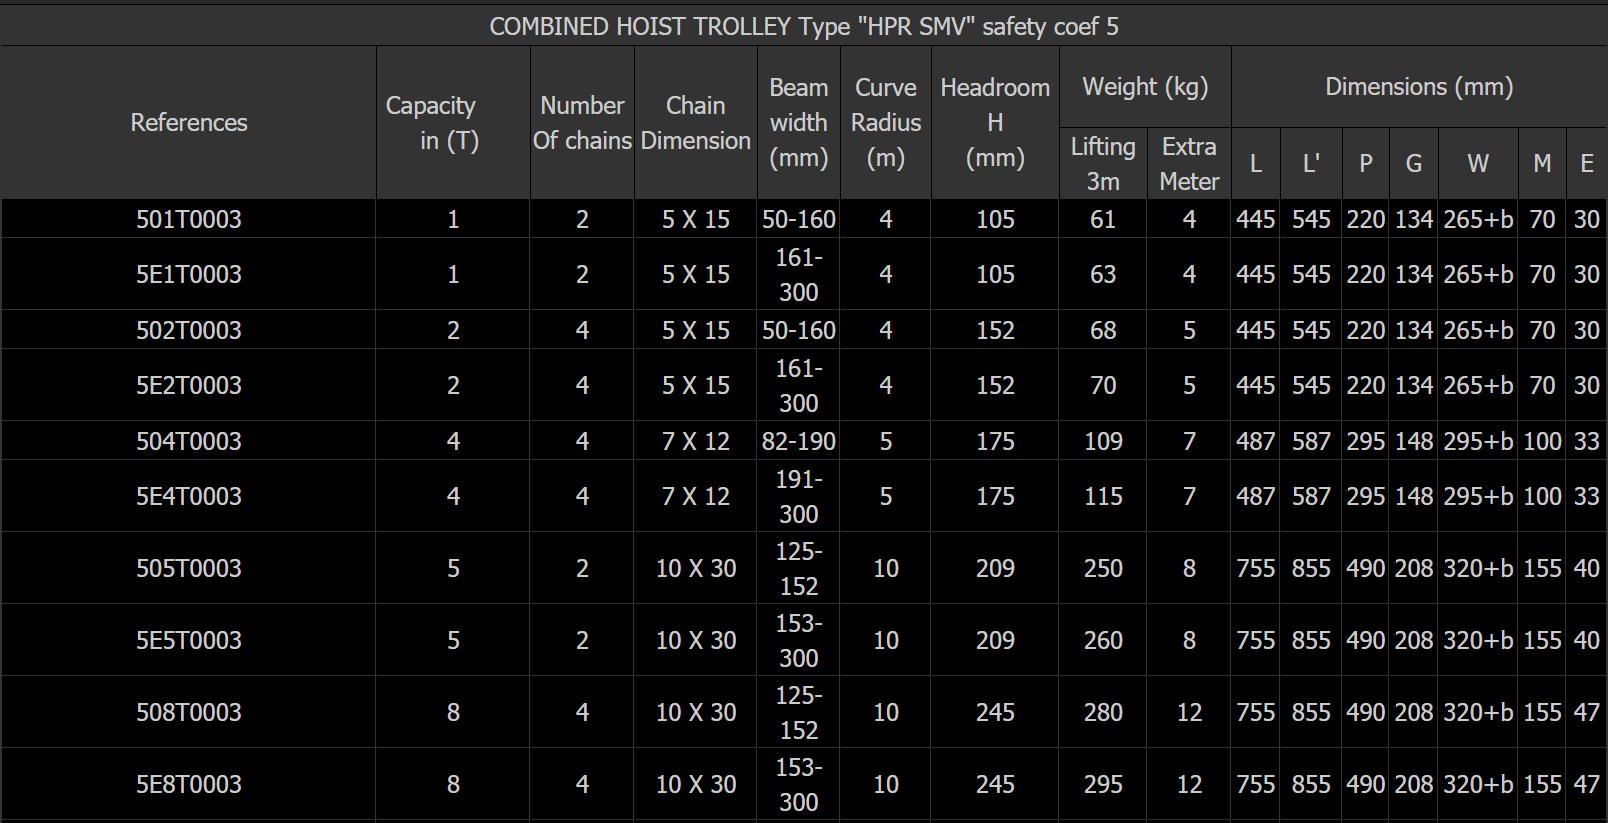 COMBINED HOIST TROLLEY Type "HPR SMV" safety coef 5
References
Capacity
in (T)
Number
Of chains
Chain
Dimension
Beam
width
(mm)
Curve
Radius
(m)
Headroom
H
(mm)
Weight (kg)
Dimensions (mm)
Lifting
3m
Extra
Meter
L L' P G W M E
501T0003 1 2 5 X 15 50-160 4 105 61 4 445 545 220 134 265+b 70 30
5E1T0003 1 2 5 X 15 161-
300 4 105 63 4 445 545 220 134 265+b 70 30
502T0003 2 4 5 X 15 50-160 4 152 68 5 445 545 220 134 265+b 70 30
5E2T0003 2 4 5 X 15 161-
300 4 152 70 5 445 545 220 134 265+b 70 30
504T0003 4 4 7 X 12 82-190 5 175 109 7 487 587 295 148 295+b 100 33
5E4T0003 4 4 7 X 12 191-
300 5 175 115 7 487 587 295 148 295+b 100 33
505T0003 5 2 10 X 30 125-
152 10 209 250 8 755 855 490 208 320+b 155 40
5E5T0003 5 2 10 X 30 153-
300 10 209 260 8 755 855 490 208 320+b 155 40
508T0003 8 4 10 X 30 125-
152 10 245 280 12 755 855 490 208 320+b 155 47
5E8T0003 8 4 10 X 30 153-
300 10 245 295 12 755 855 490 208 320+b 155 47